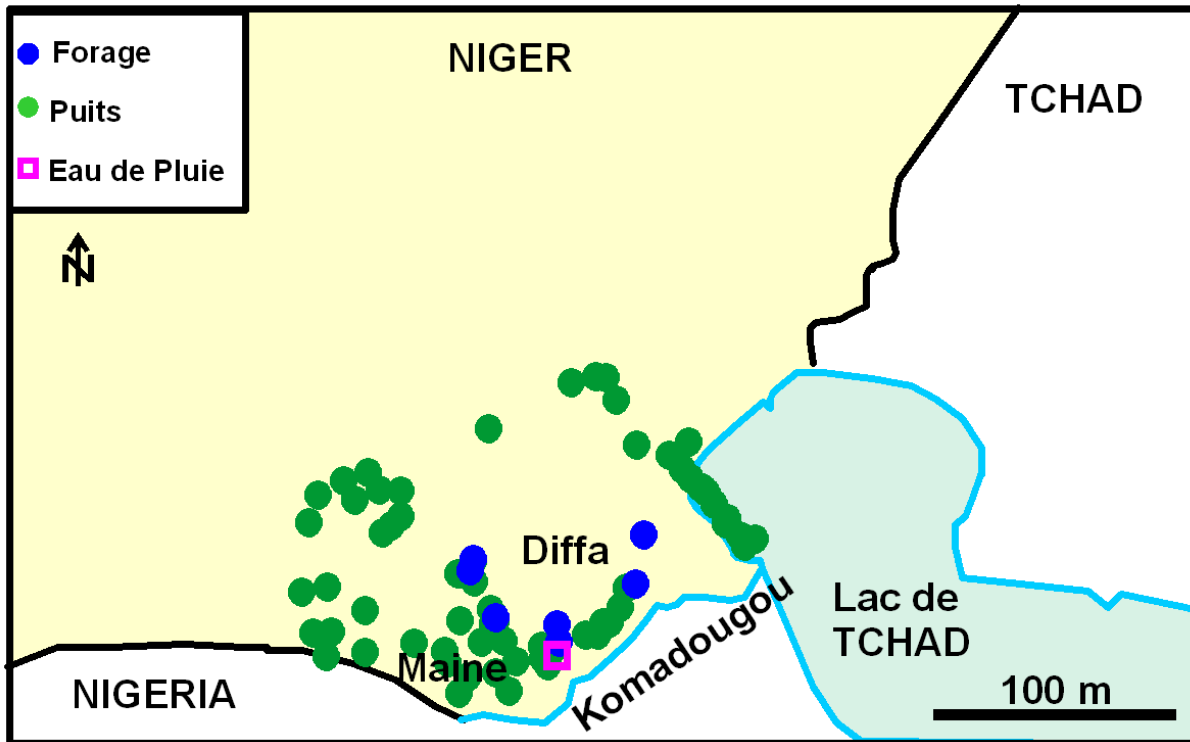 Forage
Puits
Eau de Pluie
N
NIGER
TCHAD
Diffa
Maine
Komadougou
Lac de
TCHAD
NIGERIA
100 m